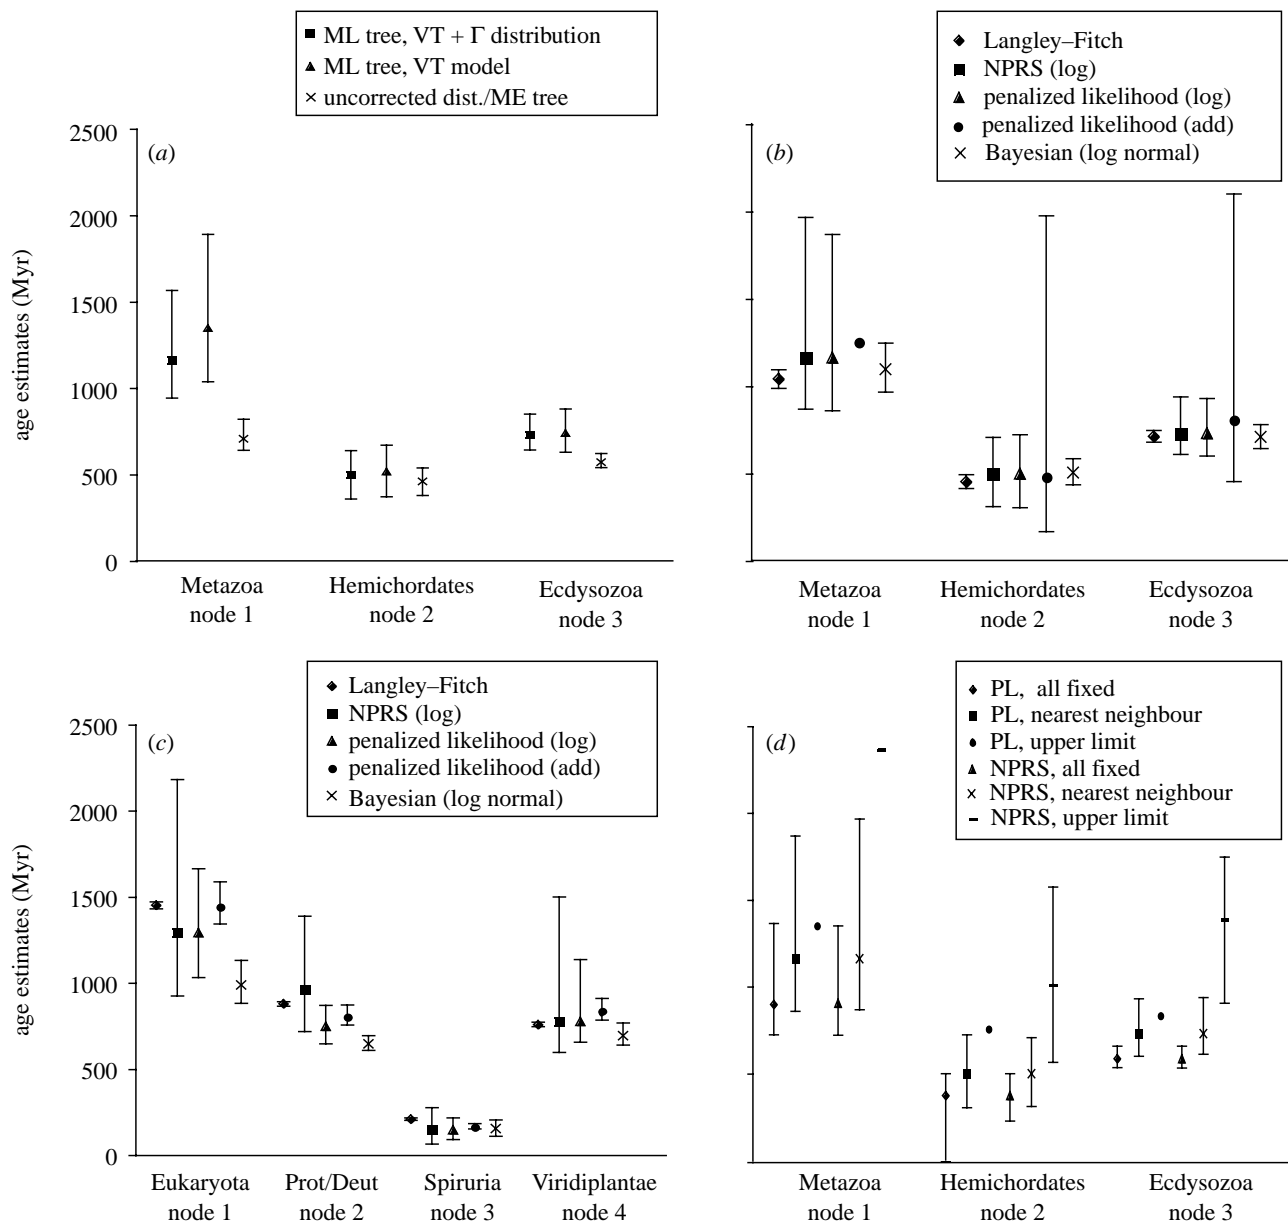 ML tree, VT + Γ distribution
ML tree, VT model
uncorrected dist./ME tree
(a)
2500
2000
1500
1000
500
0
age estimates (Myr)
Metazoa
node 1
Hemichordates
node 2
Ecdysozoa
node 3
Langley–Fitch
NPRS (log)
penalized likelihood (log)
penalized likelihood (add)
Bayesian (log normal)
(b)
Metazoa
node 1
Hemichordates
node 2
Ecdysozoa
node 3
Langley–Fitch
NPRS (log)
penalized likelihood (log)
penalized likelihood (add)
Bayesian (log normal)
(c)
2500
2000
1500
1000
500
0
age estimates (Myr)
Eukaryota
node 1
Prot/Deut
node 2
Spiruria
node 3
Viridiplantae
node 4
PL, all fixed
PL, nearest neighbour
PL, upper limit
NPRS, all fixed
NPRS, nearest neighbour
NPRS, upper limit
(d)
Metazoa
node 1
Hemichordates
node 2
Ecdysozoa
node 3